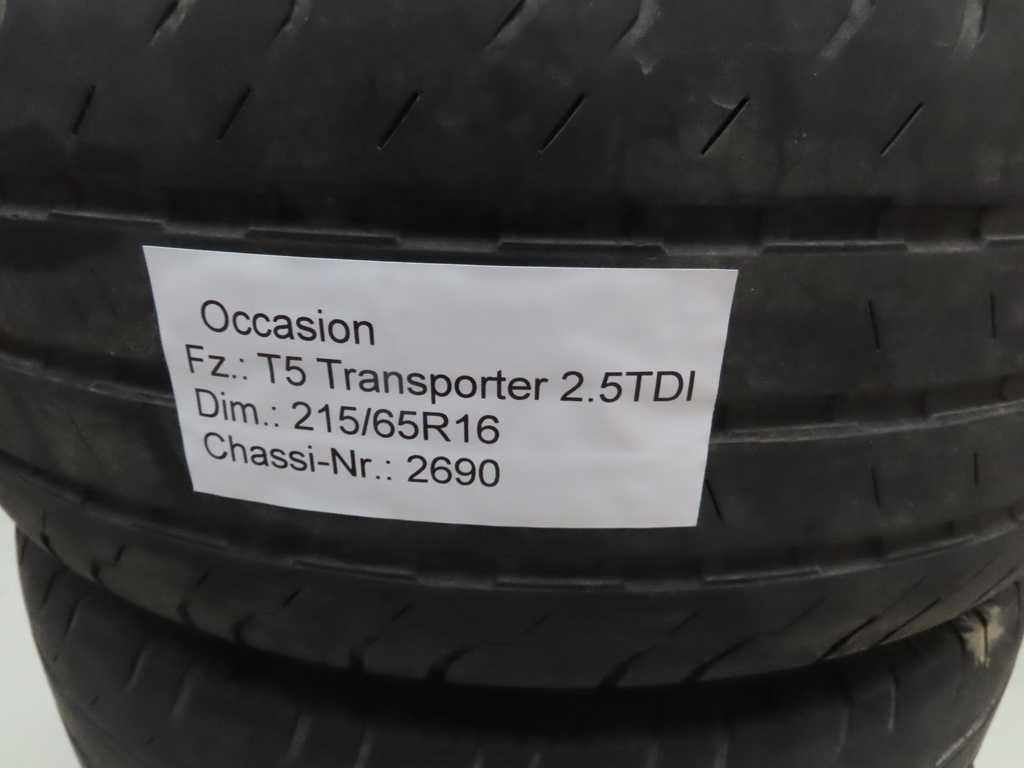 Occasion
Fz.: T5 Transporter 2.5TDI
Dim.: 215/65R16
Chassi-Nr.: 2690